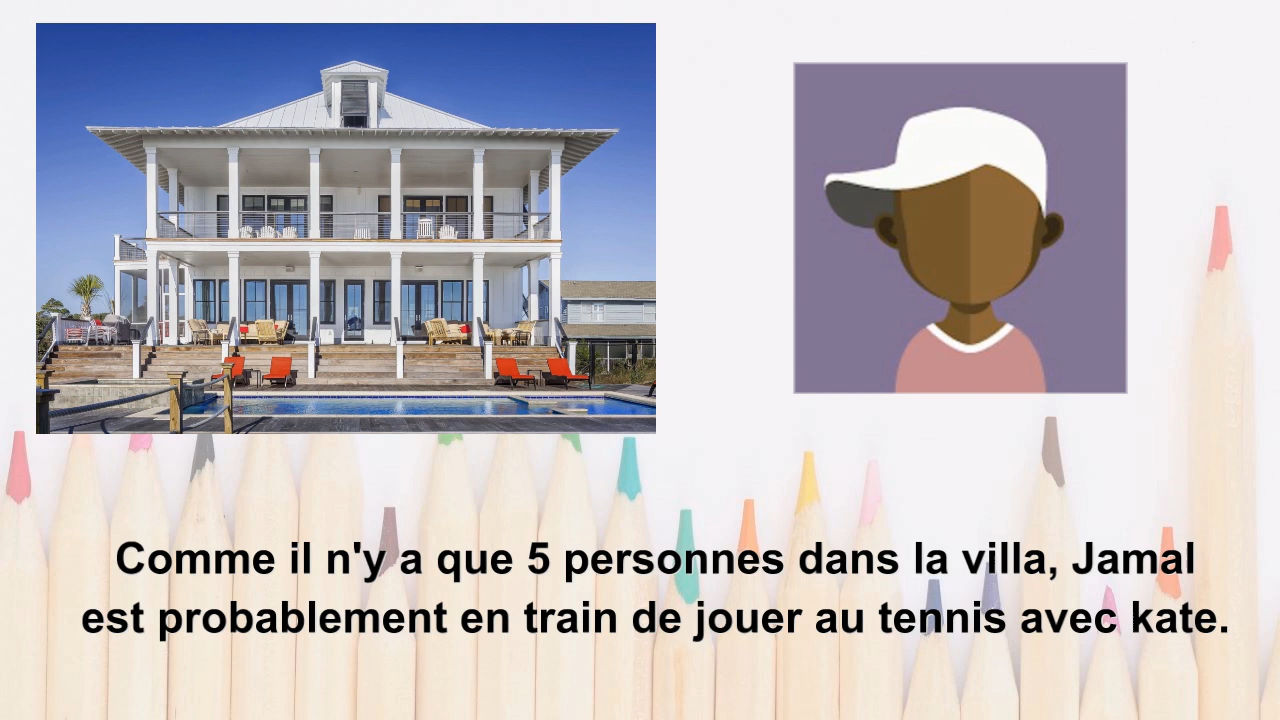 Comme il n'y a que 5 personnes dans la villa, Jamal
est probablement en train de jouer au tennis avec kate.